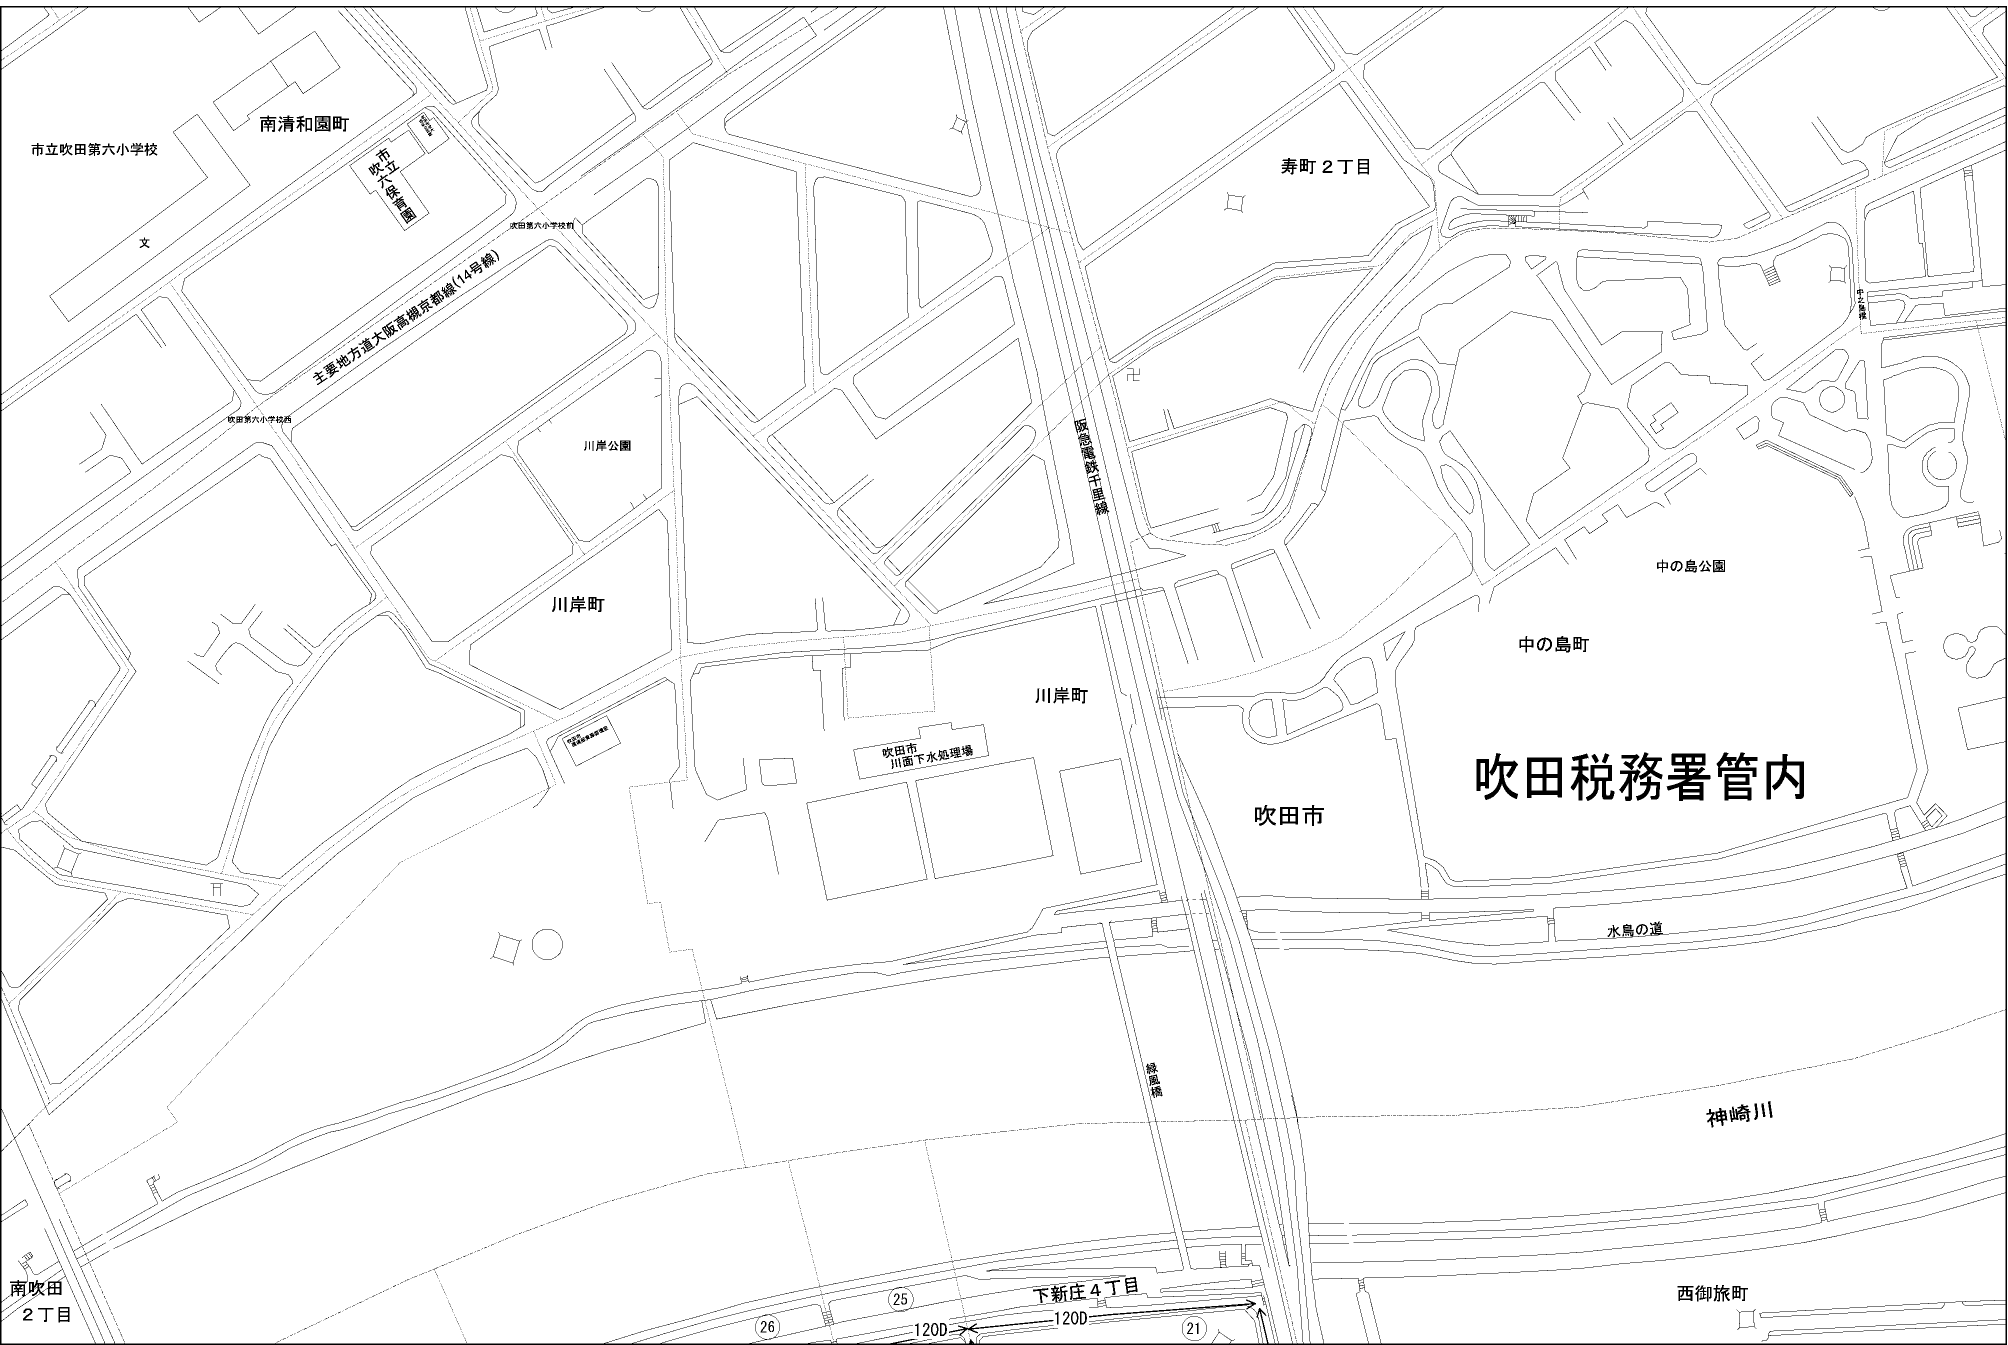 南清和園町
市立吹田第六小学校
市立
吹六保育園
文
寿町２丁目
吹田第六小学校前
主要地方道大阪高槻京都線(14号線)
中之島橋
吹田第六小学校西
川岸公園
阪急電鉄千里線
中の島公園
川岸町
中の島町
川岸町
吹田市
川面下水処理場
吹田税務署管内
吹田市
水鳥の道
緑風橋
神崎川
南吹田
２丁目
下新庄４丁目
西御旅町
25
26
120D
120D
21